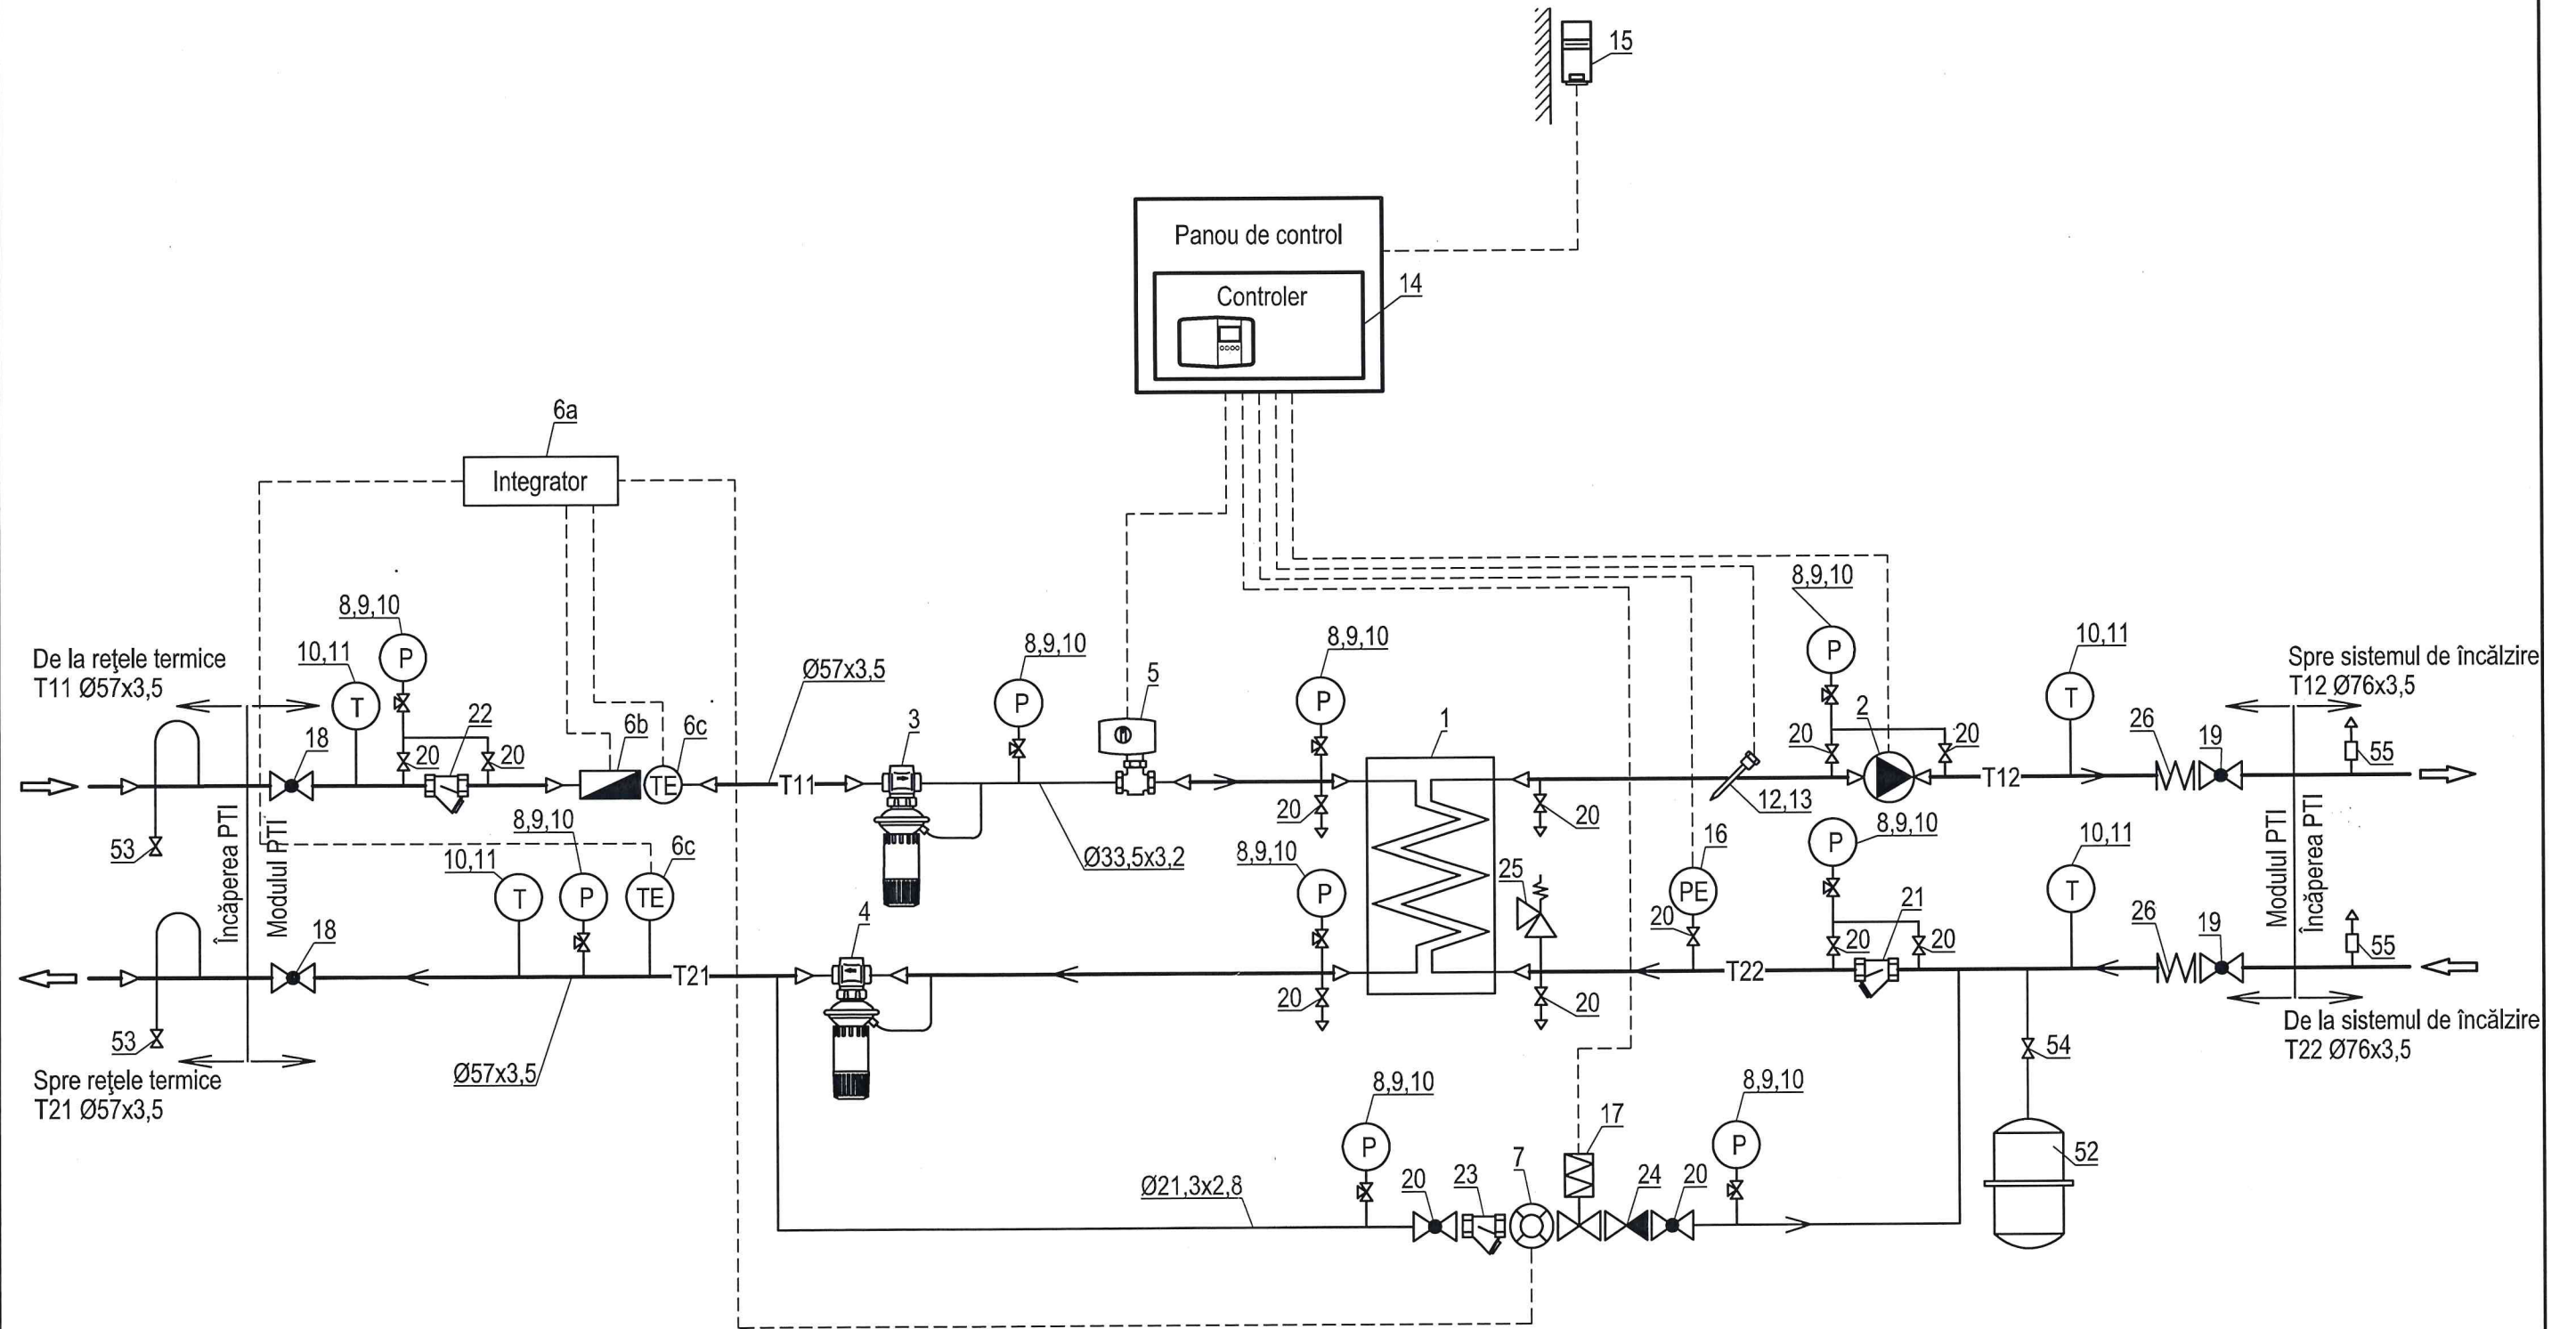 15
Panou de control
Controler
14
6a
Integrator
8,9,10
10,11
De la reţele termice
T11 Ø57x3,5
P
T
18
22
20
20
6b
6c
TE
Ø57x3,5
T11
3
8,9,10
P
Ø33,5x3,2
5
8,9,10
P
20
1
20
12,13
8,9,10
P
20
2
20
T12
10,11
T
26
19
Spre sistemul de încălzire
T12 Ø76x3,5
55
53
Încăperea PTI
Modulul PTI
8,9,10
10,11
6c
T
P
TE
18
T21
4
8,9,10
P
20
25
20
16
PE
20
T22
8,9,10
P
20
21
20
10,11
T
26
19
Modulul PTI
Încăperea PTI
55
De la sistemul de încălzire
T22 Ø76x3,5
53
Spre reţele termice
T21 Ø57x3,5
Ø57x3,5
54
52
Ø21,3x2,8
8,9,10
P
20
23
7
17
24
20
8,9,10
P